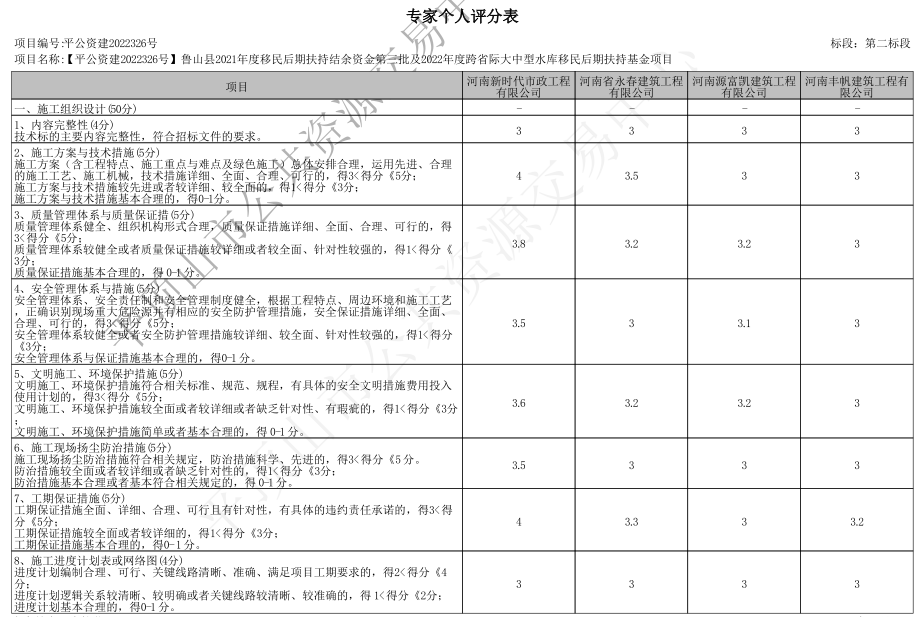 专家个人评分表
项目编号:平公资建2022326号
标段: 第二标段
项目名称:【平公资建2022326号】鲁山县2021年度移民后期扶持结余资金第三批及2022年度跨省际大中型水库移民后期扶持基金项目
项目
河南新时代市政工程有限公司
河南省永春建筑工程有限公司
河南源富凯建筑工程有限公司
河南丰帆建筑工程有限公司
一、施工组织设计(50分)
- - - -
1、内容完整性(4分)
技术标的主要内容完整性, 符合招标文件的要求。
3 3 3 3
2、施工方案与技术措施(5分)
施工方案（含工程特点、施工重点与难点及绿色施工）总体安排合理, 运用先进、合理
的施工工艺、施工机械, 技术措施详细、全面、合理、可行的, 得3<得分《5分;
施工方案与技术措施较先进或者较详细、较全面的, 得1<得分《3分;
施工方案与技术措施基本合理的得0-1分。
4 3.5 3 3
3、质量管理体系与质量保证措(5分)
质量管理体系健全、组织机构形式合理, 质量保证措施详细、全面、合理、可行的, 得
3<得分《5分;
质量管理体系较健全或者质量保证措施较详细或者较全面、针对性较强的, 得1<得分《
3分;
质量保证措施基本合理的, 得 0-1 分。
3.8 3.2 3.2 3
4、安全管理体系与措施(5分)
安全管理体系、安全责任制和安全管理制度健全, 根据工程特点、周边环境和施工工艺
, 正确识别现场重大危险源并有相应的安全防护管理措施, 安全保证措施详细、全面、
合理、可行的, 得3<得分《5分;
安全管理体系较健全或者安全防护管理措施较详细、较全面、针对性较强的, 得1<得分
《3分;
安全管理体系与保证措施基本合理的, 得0-1 分。
3.5 3 3.1 3
5、文明施工、环境保护措施(5分)
文明施工、环境保护措施符合相关标准、规范、规程, 有具体的安全文明措施费用投入
使用计划的, 得3<得分《5分;
文明施工、环境保护措施较全面或者较详细或者缺乏针对性、有瑕疵的, 得1<得分《3分
;
文明施工、环境保护措施简单或者基本合理的, 得 0-1 分。
3.6 3.2 3.2 3
6、施工现场扬尘防治措施(5分)
施工现场扬尘防治措施符合相关规定, 防治措施科学、先进的, 得3<得分《5 分。
防治措施较全面或者较详细或者缺乏针对性的, 得1<得分《3分;
防治措施基本合理或者基本符合相关规定的, 得 0-1 分。
3.5 3 3 3
7、工期保证措施(5分)
工期保证措施全面、详细、合理、可行且有针对性, 有具体的违约责任承诺的, 得3<得
分《5分;
工期保证措施较全面或者较详细的, 得1<得分《3分;
工期保证措施基本合理的, 得0-1 分。
4 3.3 3 3.2
8、施工进度计划表或网络图(4分)
进度计划编制合理、可行、关键线路清晰、准确、满足项目工期要求的, 得2<得分《4
分;
进度计划逻辑关系较清晰、较明确或者关键线路较清晰、较准确的, 得 1<得分《2分;
进度计划基本合理的, 得0-1 分。
3 3 3 3
平顶山市公共资源交易中心
平顶山市公共资源交易中心